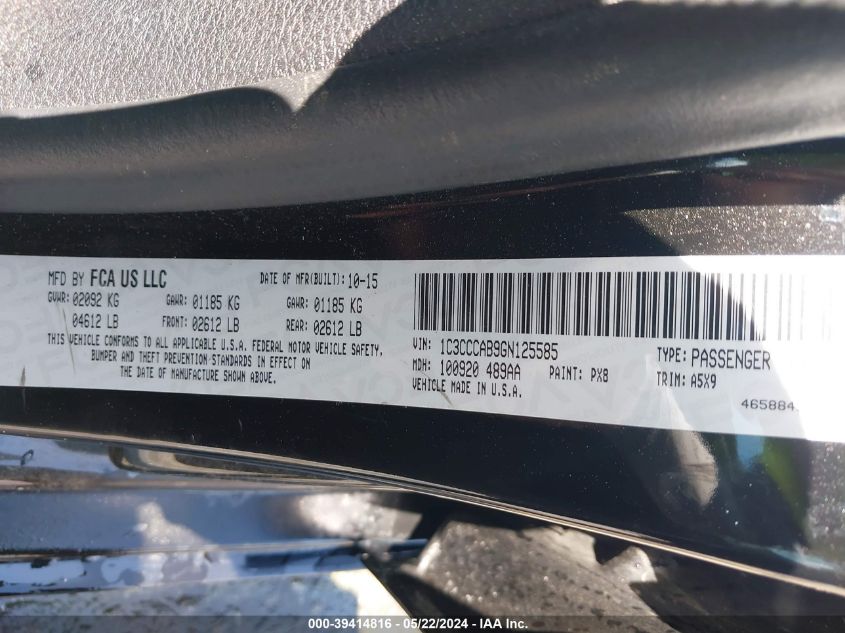 MFD BY FCA US LLC
DATE OF MFR(BUILT): 10-15
GVWR: 02092 KG
GAWR: 01185 KG
GAWR: 01185 KG
04612 LB
FRONT: 02612 LB
REAR: 02612 LB
THIS VEHICLE CONFORMS TO ALL APPLICABLE U.S.A. FEDERAL MOTOR VEHICLE SAFETY,
BUMPER AND THEFT PREVENTION STANDARDS IN EFFECT ON
THE DATE OF MANUFACTURE SHOWN ABOVE.
VIN: 1C3CCCAB9GN125585
TYPE: PASSENGER
MDH: 100920 489AA
PAINT: PX8
TRIM: A5X9
VEHICLE MADE IN U.S.A.
465884
000-39414816 - 05/22/2024 - IAA Inc.